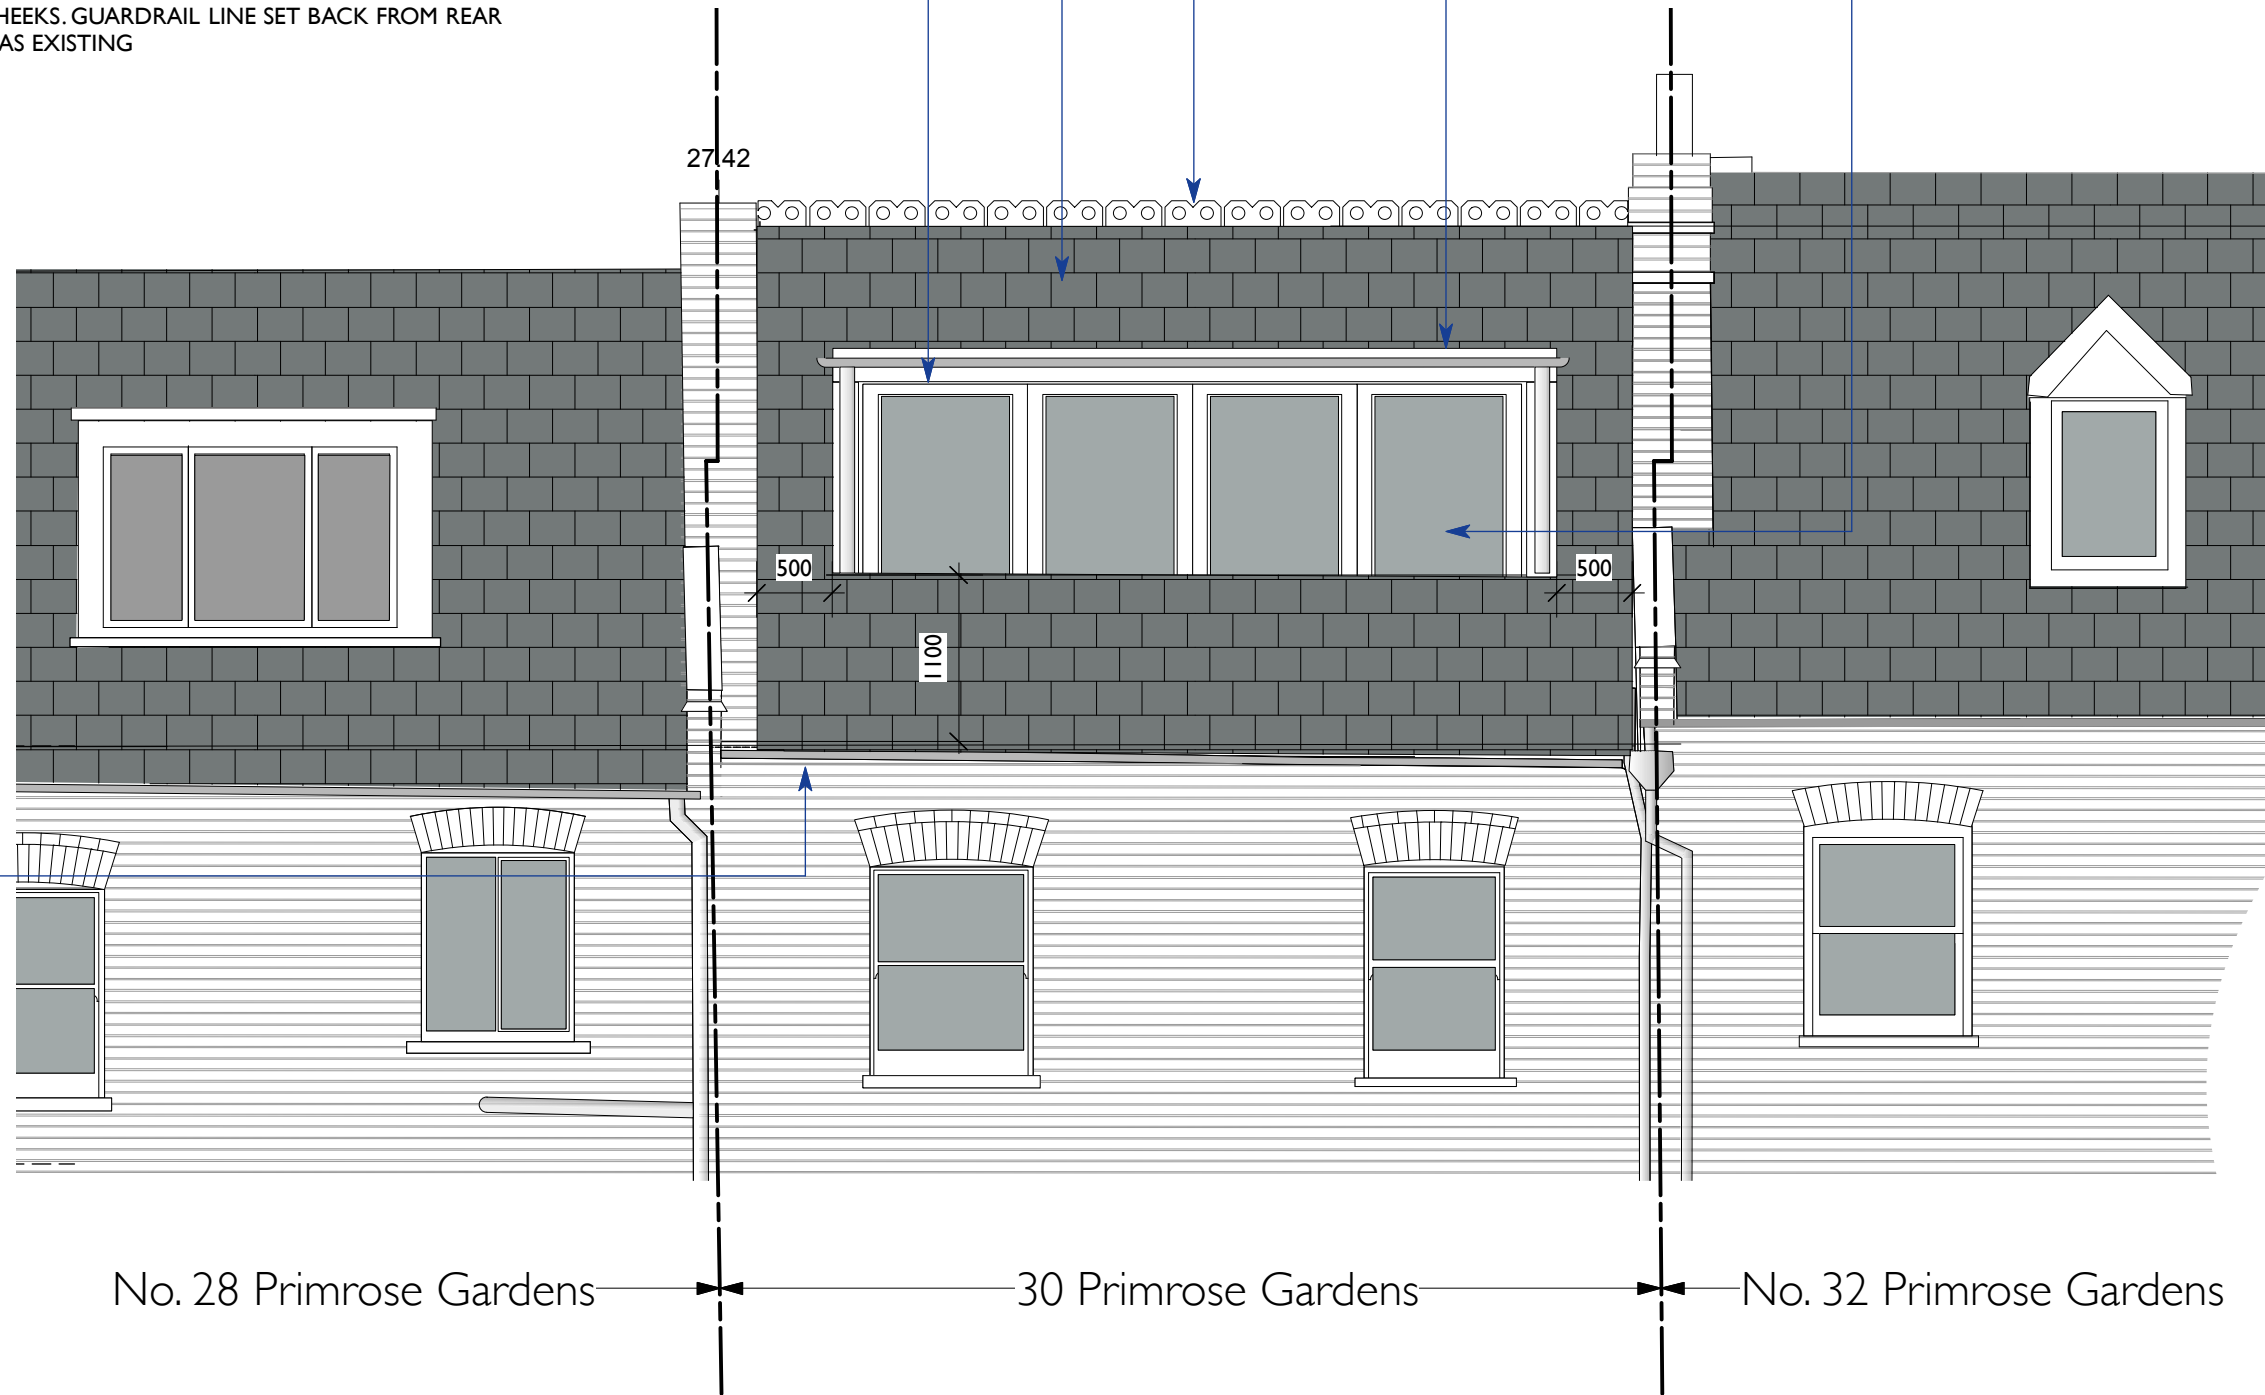 HEEKS. GUARDRAIL LINE SET BACK FROM REAR
AS EXISTING
27.42
500
500
1100
No. 28 Primrose Gardens
30 Primrose Gardens
No. 32 Primrose Gardens